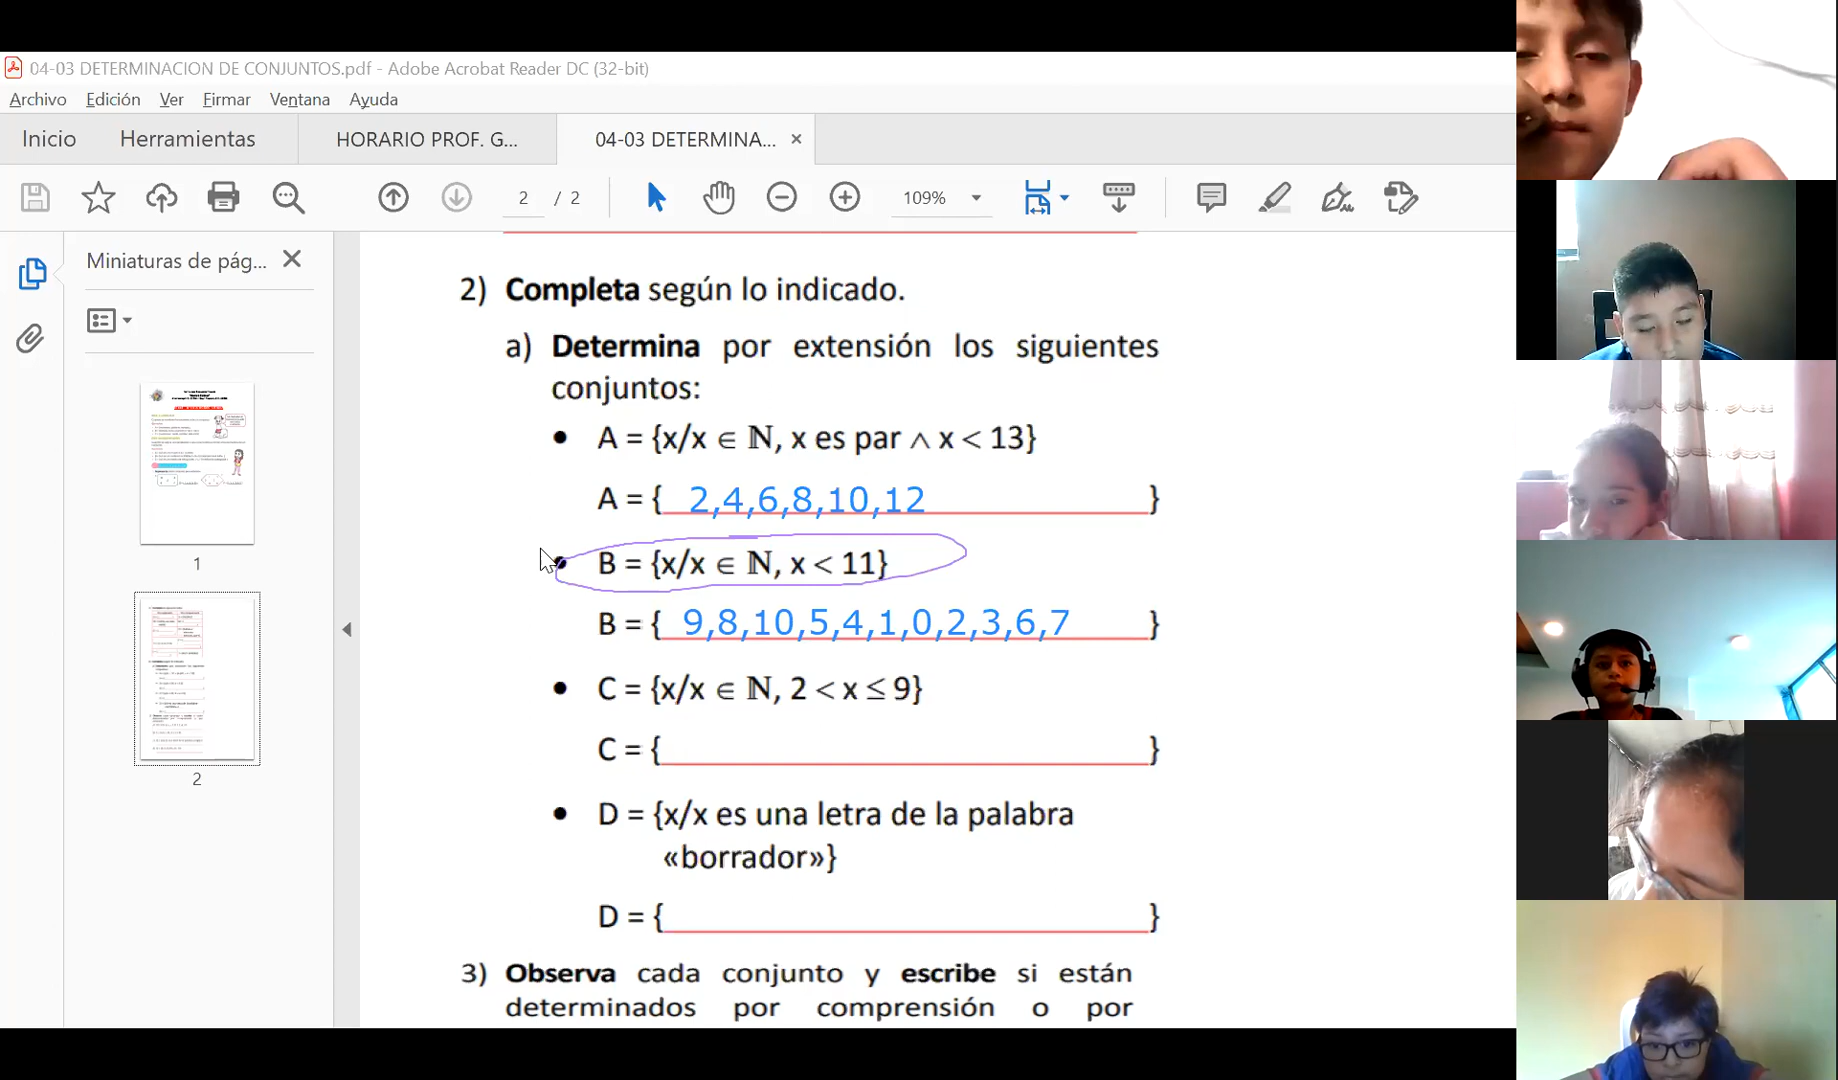 04-03 DETERMINACION DE CONJUNTOS.pdf - Adobe Acrobat Reader DC (32-bit)
Archivo Edición Ver Firmar Ventana Ayuda
Inicio Herramientas HORARIO PROF. G... 04-03 DETERMINA... ×
2 / 2 109%
Miniaturas de pág...
1
2
2) Completa según lo indicado.
a) Determina por extensión los siguientes
conjuntos:
• A = {x/x ∈ ℕ, x es par ∧ x < 13}
A = { 2,4,6,8,10,12 }
• B = {x/x ∈ ℕ, x < 11}
B = { 9,8,10,5,4,1,0,2,3,6,7 }
• C = {x/x ∈ ℕ, 2 < x ≤ 9}
C = { }
• D = {x/x es una letra de la palabra
«borrador»}
D = { }
3) Observa cada conjunto y escribe si están
determinados por comprensión o por